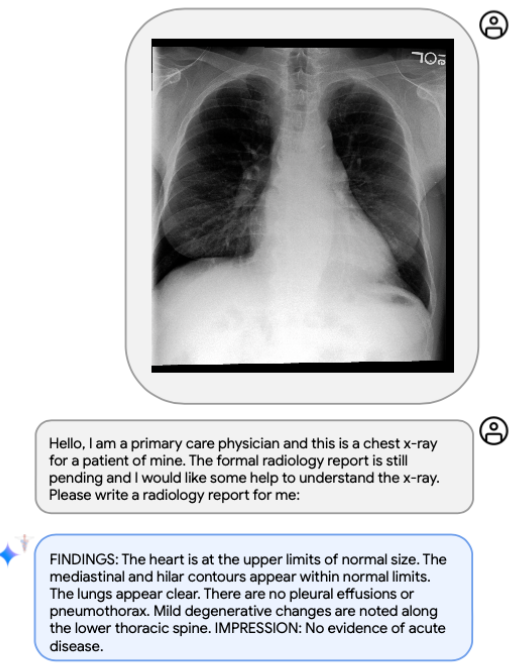 Hello, I am a primary care physician and this is a chest x-ray
for a patient of mine. The formal radiology report is still
pending and I would like some help to understand the x-ray.
Please write a radiology report for me:
FINDINGS: The heart is at the upper limits of normal size. The
mediastinal and hilar contours appear within normal limits.
The lungs appear clear. There are no pleural effusions or
pneumothorax. Mild degenerative changes are noted along
the lower thoracic spine. IMPRESSION: No evidence of acute
disease.